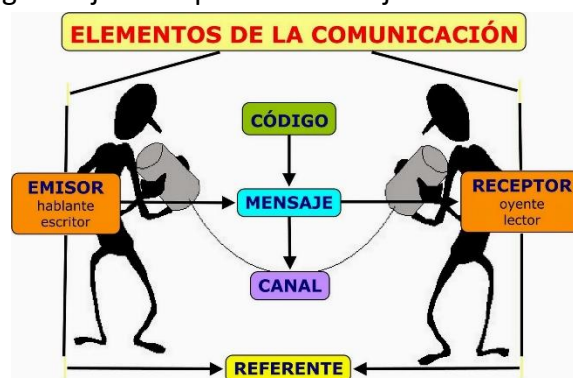 ELEMENTOS DE LA COMUNICACIÓN
CÓDIGO
EMISOR
hablante
escritor
MENSAJE
RECEPTOR
oyente
lector
CANAL
REFERENTE